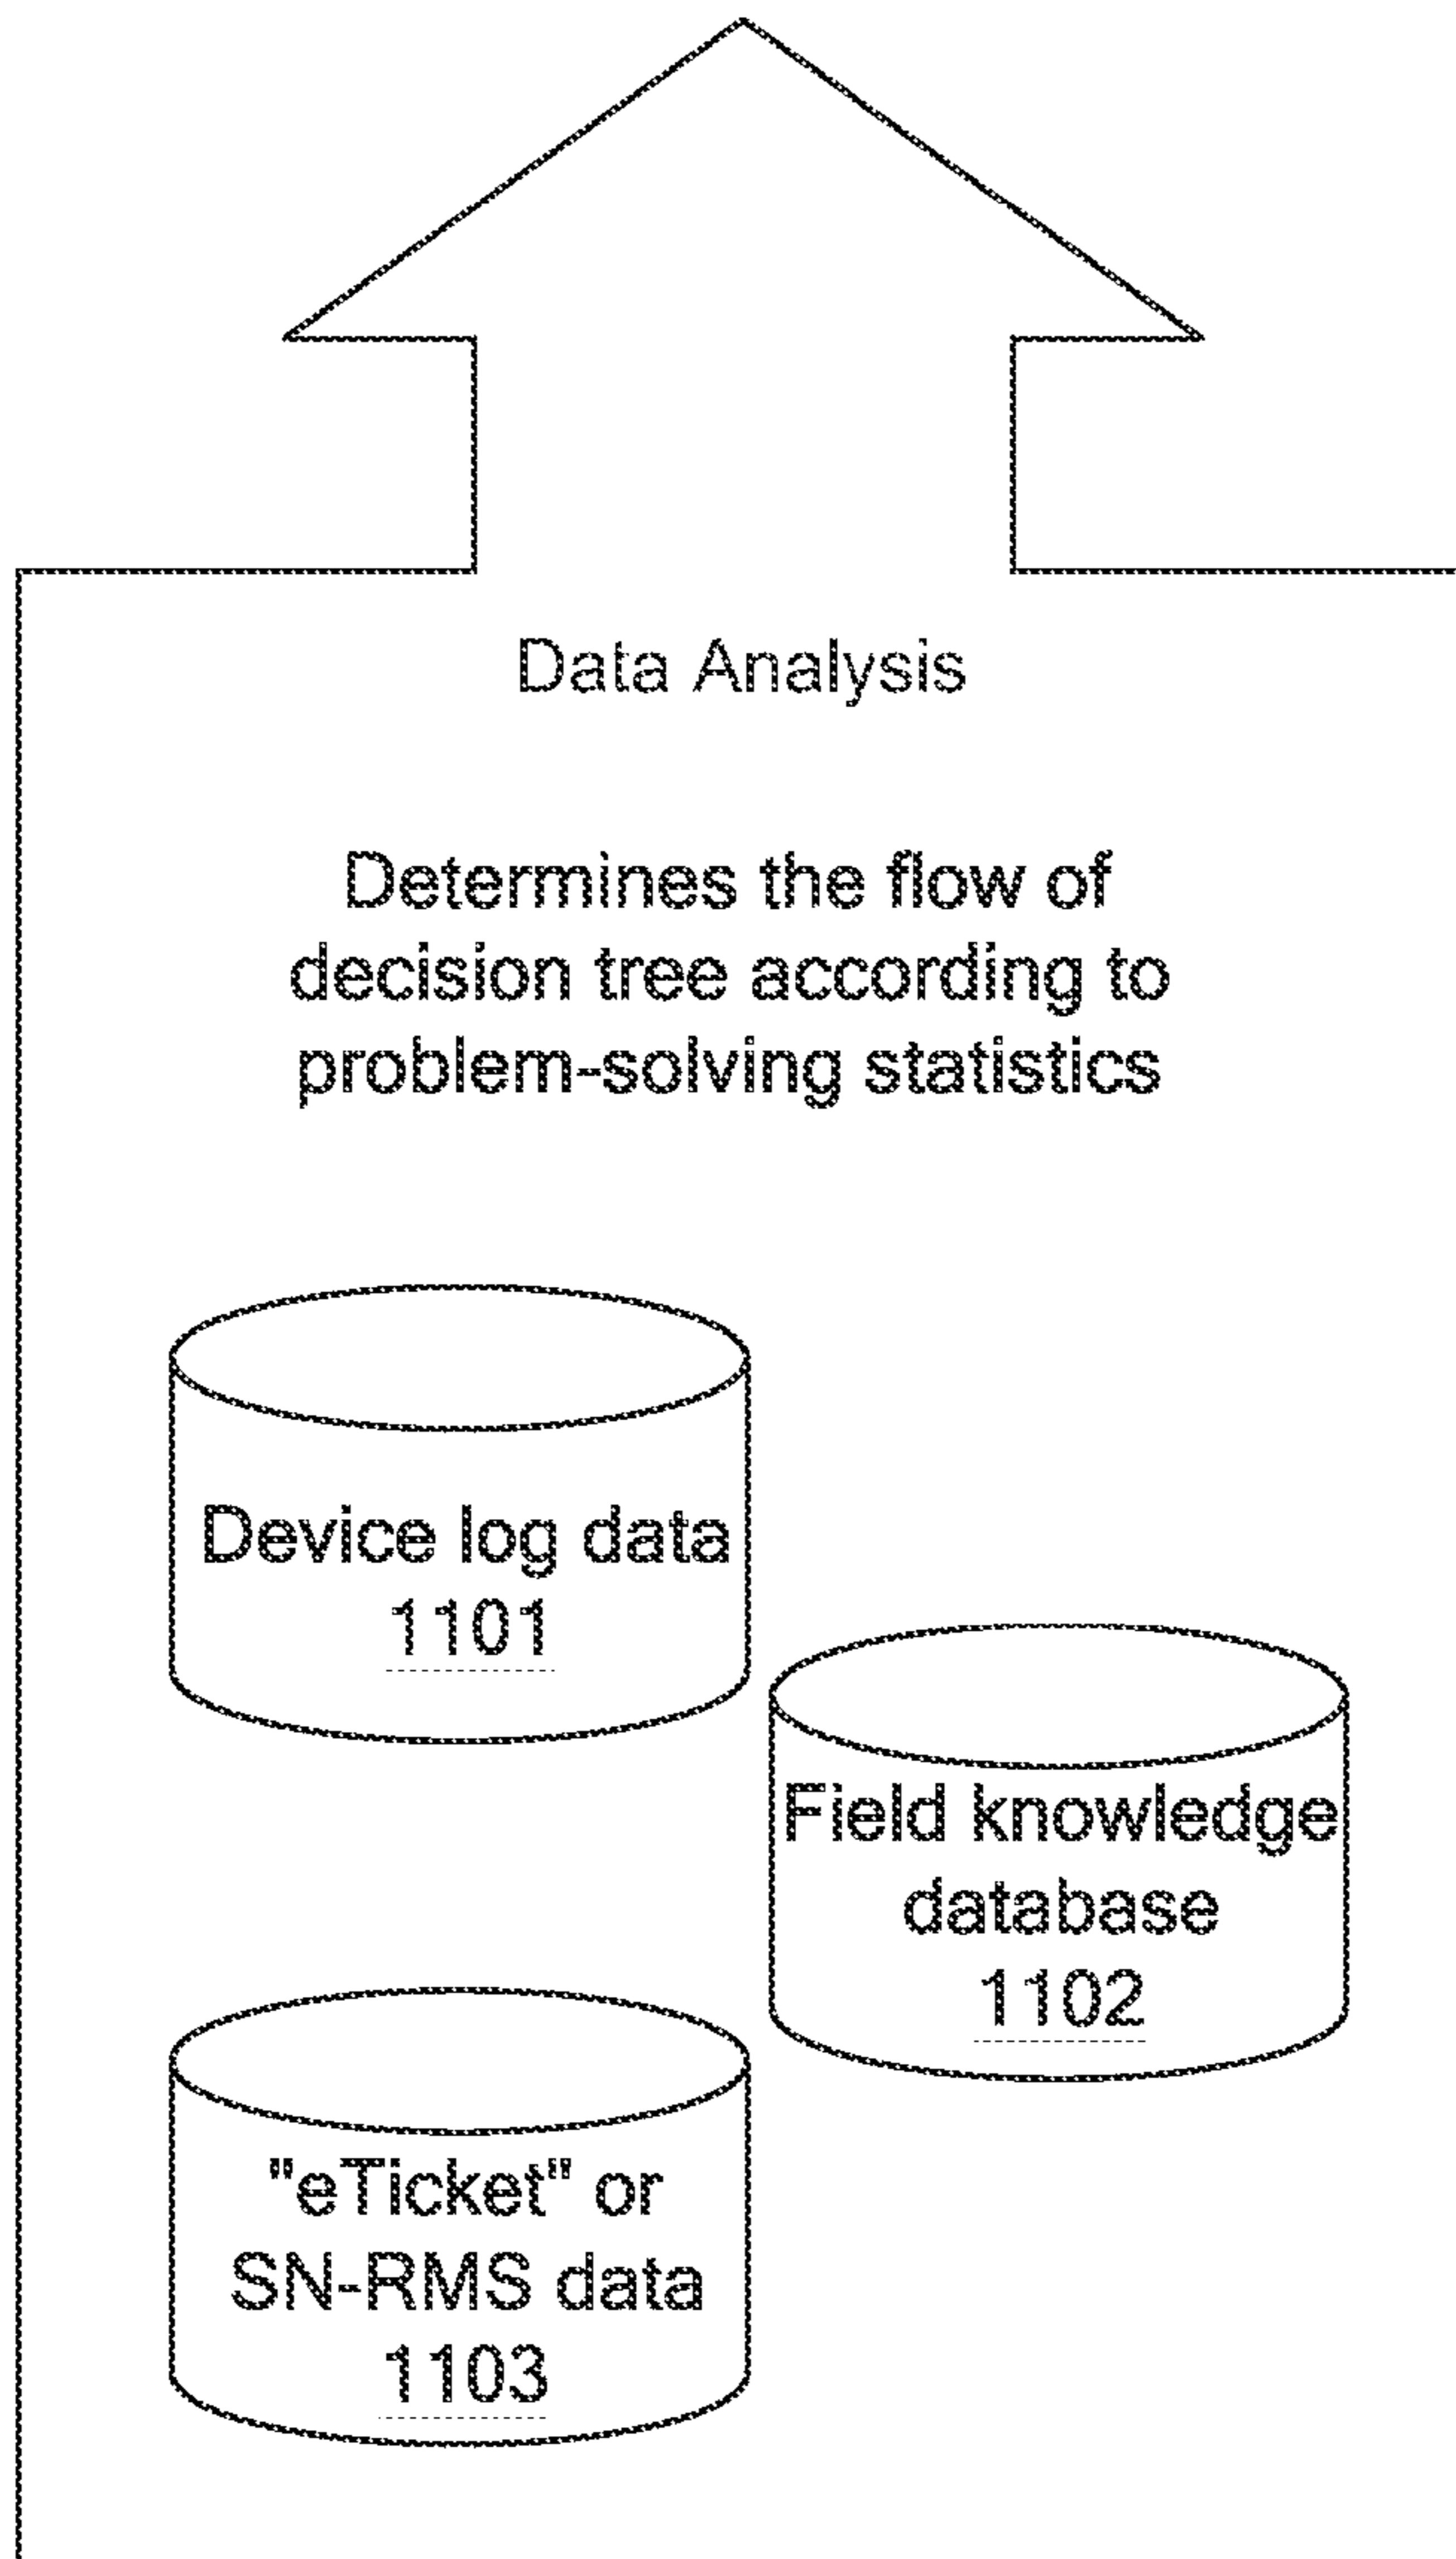 Data Analysis
Determines the flow of
decision tree according to
problem-solving statistics
Device log data
1101
Field knowledge
database
1102
"eTicket" or
SN-RMS data
1103